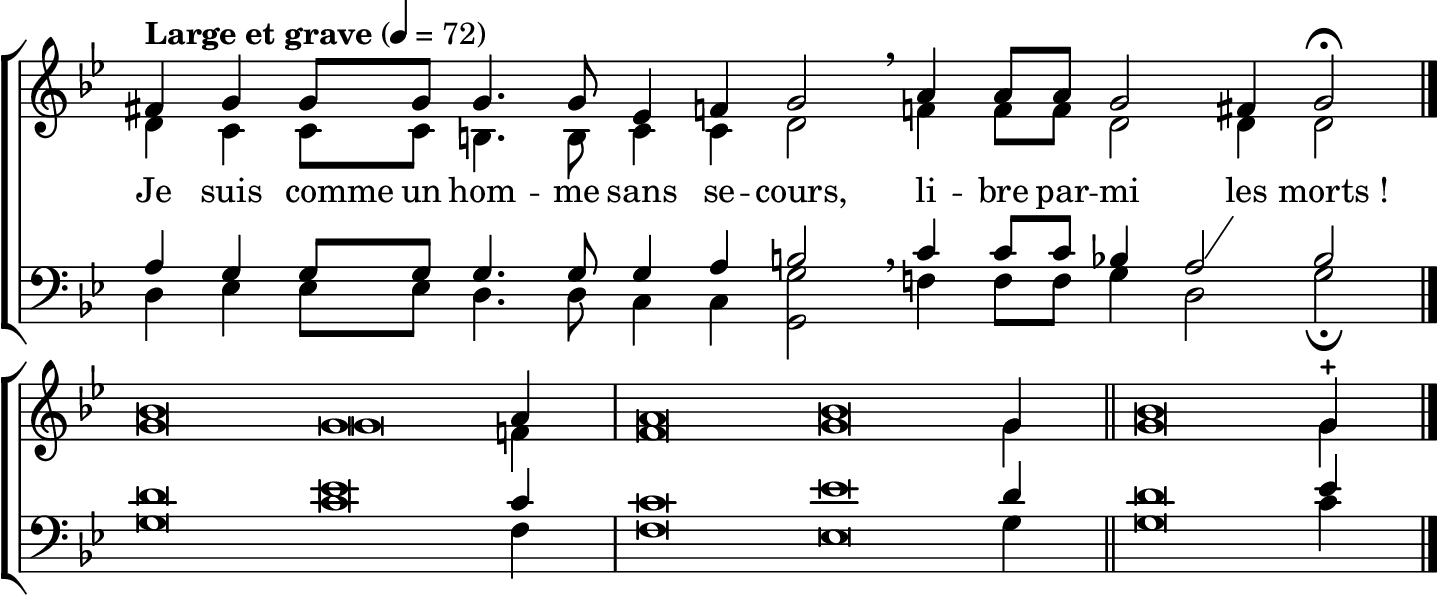 Large et grave (♩ = 72)
Je suis comme un hom - me sans se - cours, li - bre par - mi les morts !